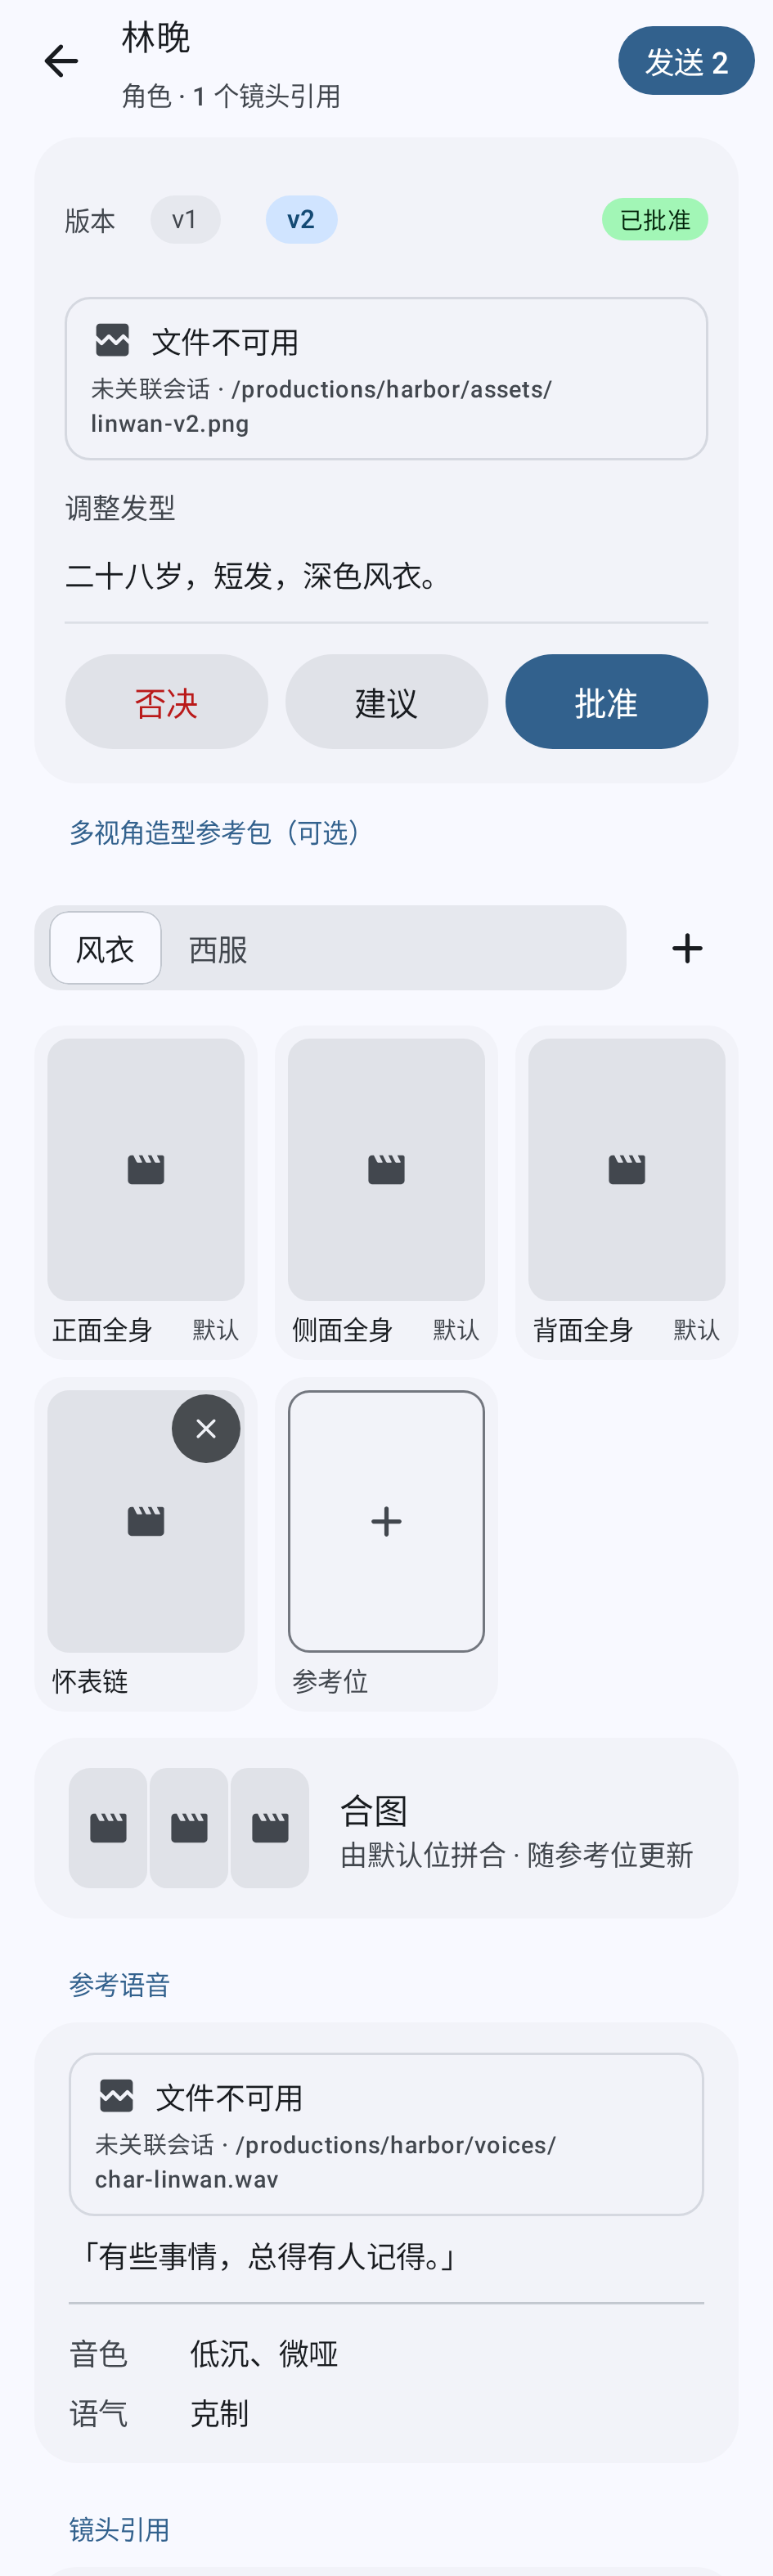 林晚
角色 · 1 个镜头引用
发送 2
版本 v1 v2 已批准
文件不可用
未关联会话 · /productions/harbor/assets/
linwan-v2.png
调整发型
二十八岁，短发，深色风衣。
否决 建议 批准
多视角造型参考包（可选）
风衣 西服
正面全身 默认 侧面全身 默认 背面全身 默认
怀表链 参考位
合图
由默认位拼合 · 随参考位更新
参考语音
文件不可用
未关联会话 · /productions/harbor/voices/
char-linwan.wav
「有些事情，总得有人记得。」
音色 低沉、微哑
语气 克制
镜头引用